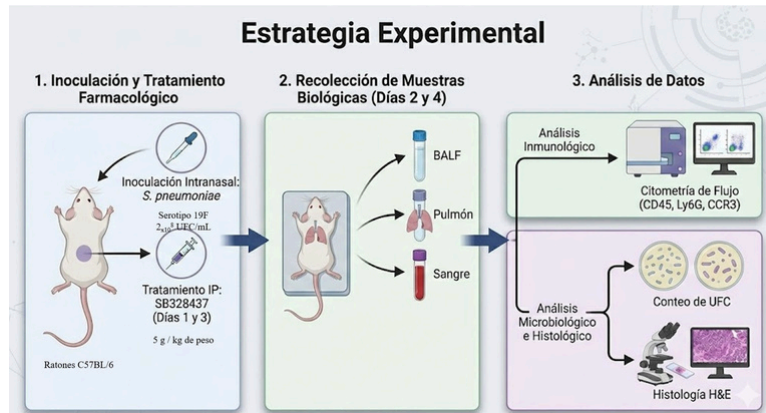 Estrategia Experimental
1. Inoculación y Tratamiento
Farmacológico
Inoculación Intranasal:
S. pneumoniae
Serotipo 19F
2x10⁸ UFC/mL
Tratamiento IP:
SB328437
(Días 1 y 3)
5 g / kg de peso
Ratones C57BL/6
2. Recolección de Muestras
Biológicas (Días 2 y 4)
BALF
Pulmón
Sangre
3. Análisis de Datos
Análisis
Inmunológico
Citometría de Flujo
(CD45, Ly6G, CCR3)
Análisis
Microbiológico
e Histológico
Conteo de UFC
Histología H&E